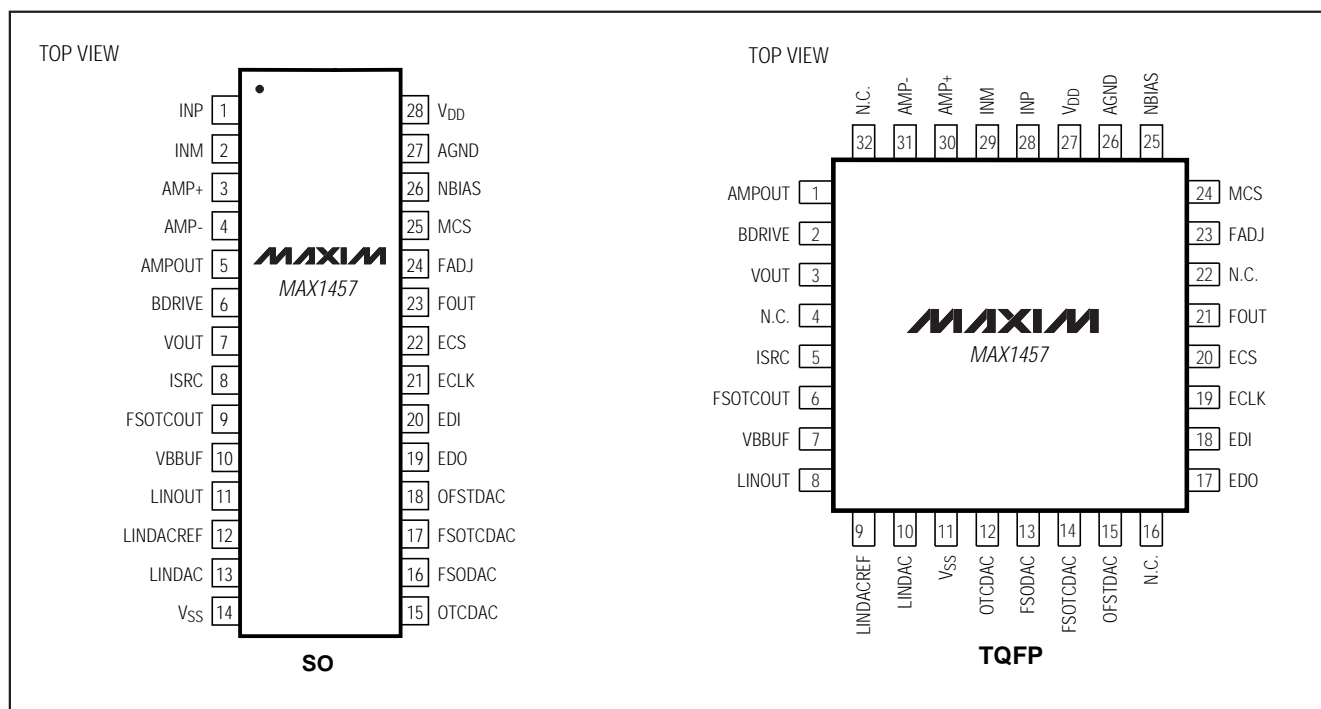 TOP VIEW
INP 1
INM 2
AMP+ 3
AMP- 4
AMPOUT 5
BDRIVE 6
VOUT 7
ISRC 8
FSOTCOUT 9
VBBUF 10
LINOUT 11
LINDACREF 12
LINDAC 13
VSS 14
28 VDD
27 AGND
26 NBIAS
25 MCS
24 FADJ
23 FOUT
22 ECS
21 ECLK
20 EDI
19 EDO
18 OFSTDAC
17 FSOTCDAC
16 FSODAC
15 OTCDAC
MAXIM
MAX1457
SO
TOP VIEW
N.C. AMP- AMP+ INM INP VDD AGND NBIAS
32 31 30 29 28 27 26 25
AMPOUT 1
BDRIVE 2
VOUT 3
N.C. 4
ISRC 5
FSOTCOUT 6
VBBUF 7
LINOUT 8
24 MCS
23 FADJ
22 N.C.
21 FOUT
20 ECS
19 ECLK
18 EDI
17 EDO
MAXIM
MAX1457
9 10 11 12 13 14 15 16
LINDACREF LINDAC VSS OTCDAC FSODAC FSOTCDAC OFSTDAC N.C.
TQFP